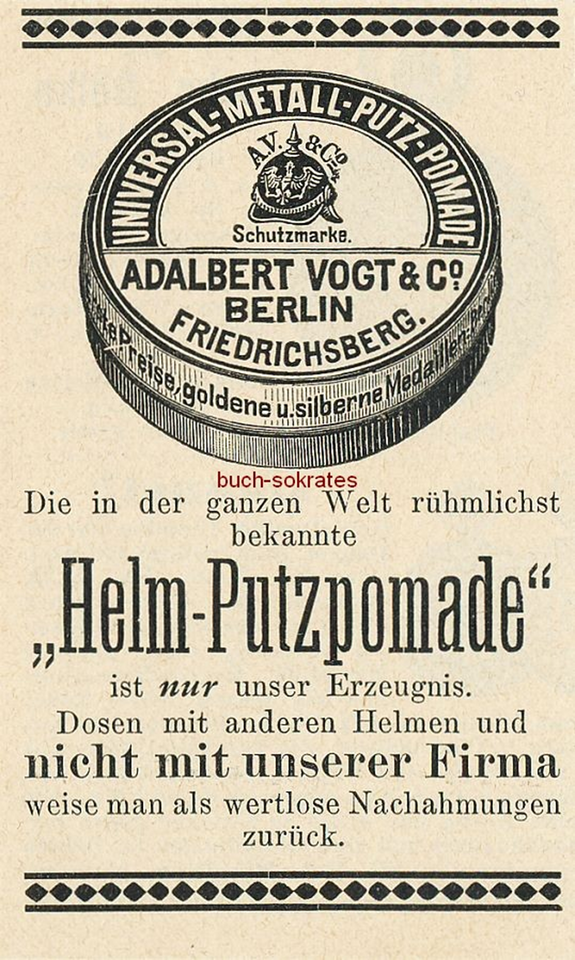 UNIVERSAL-METALL-PUTZ-POMADE
A.V. & Co
Schutzmarke.
ADALBERT VOGT & Co.
BERLIN
FRIEDRICHSBERG.
Preise, goldene u. silberne Medaillen
buch-sokrates
Die in der ganzen Welt rühmlichst
bekannte
„Helm-Putzpomade“
ist nur unser Erzeugnis.
Dosen mit anderen Helmen und
nicht mit unserer Firma
weise man als wertlose Nachahmungen
zurück.